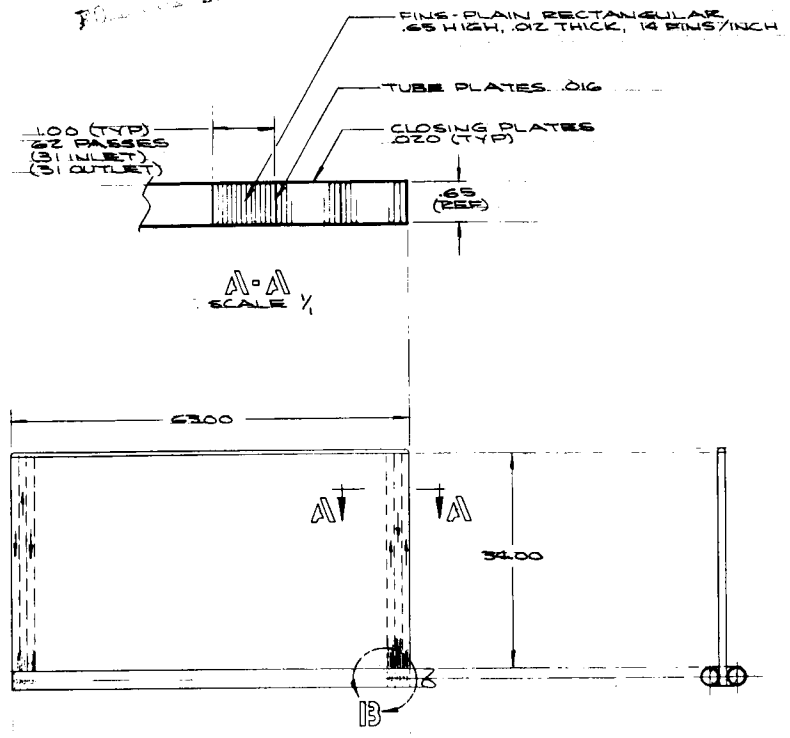 FINS-PLAIN RECTANGULAR
.65 HIGH, .012 THICK, 14 FINS/INCH
TUBE PLATES .016
1.00 (TYP)
62 PASSES
(31 INLET)
(31 OUTLET)
CLOSING PLATES
.020 (TYP)
.65
(REF)
A-A
SCALE 1/1
63.00
A
A
34.00
B